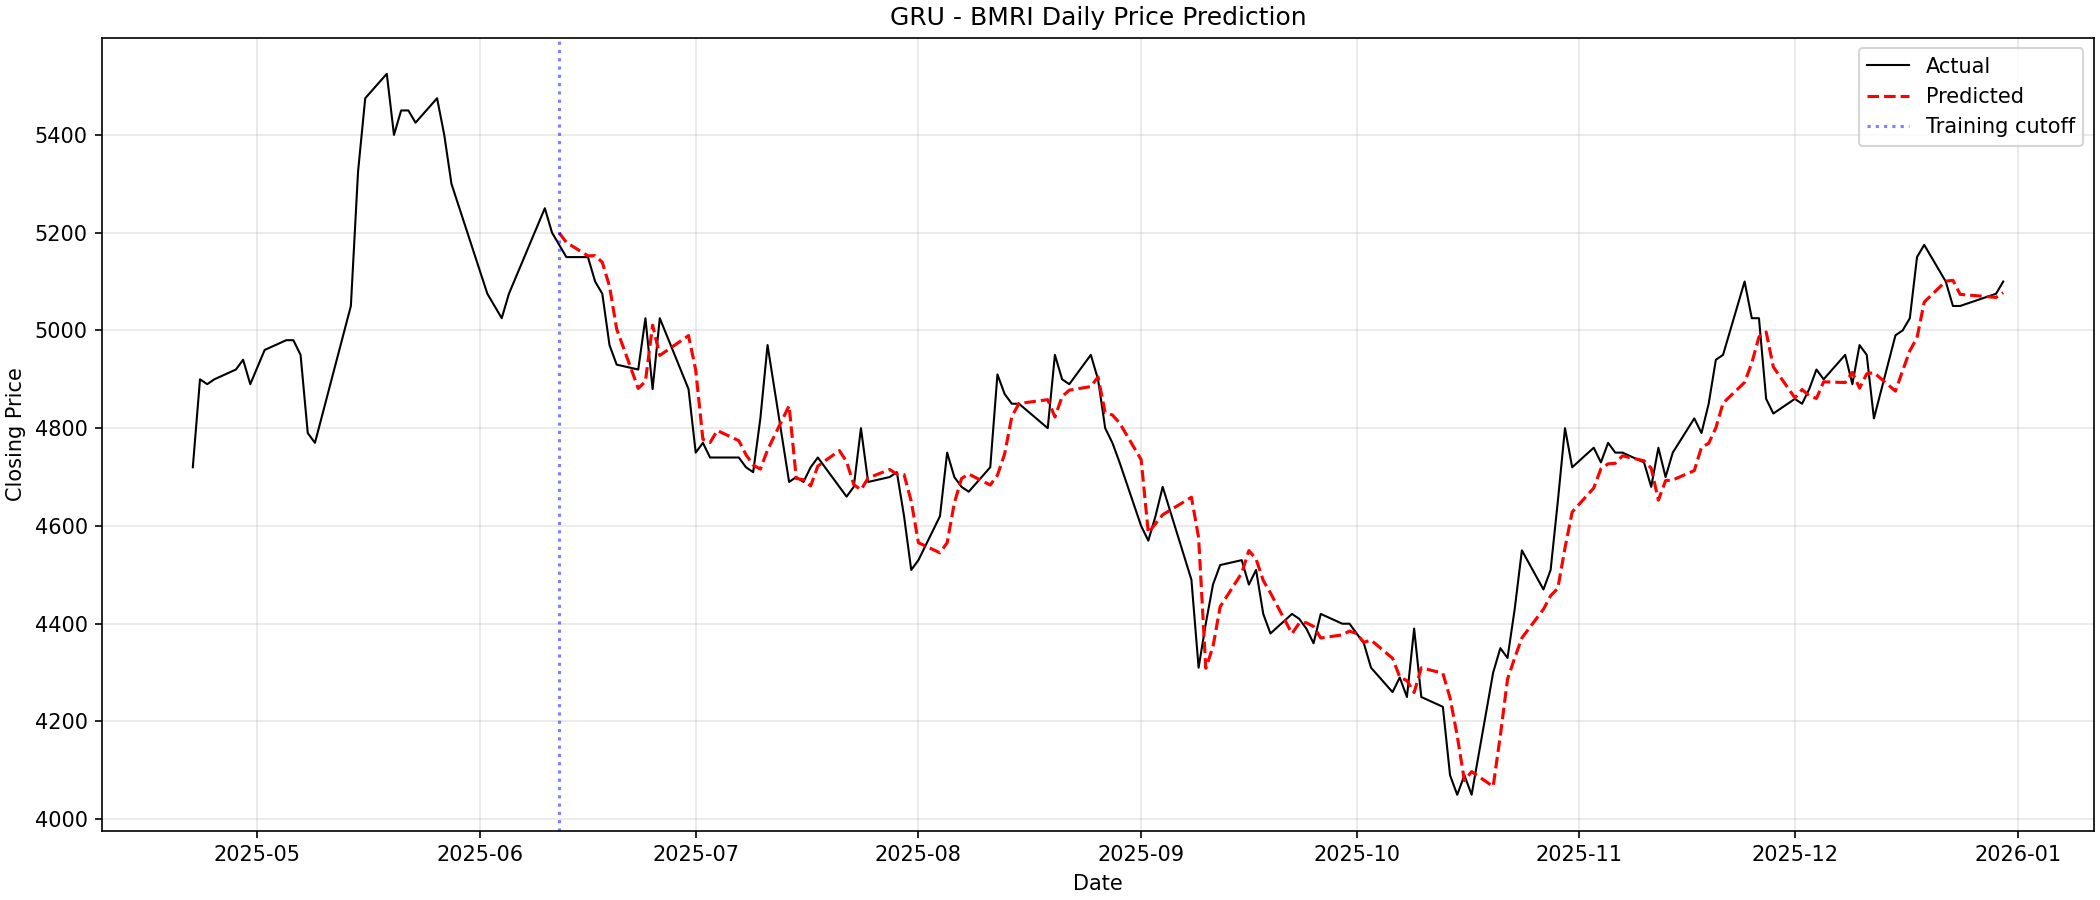 GRU - BMRI Daily Price Prediction
Actual
Predicted
Training cutoff
Closing Price
5400
5200
5000
4800
4600
4400
4200
4000
2025-05
2025-06
2025-07
2025-08
2025-09
2025-10
2025-11
2025-12
2026-01
Date